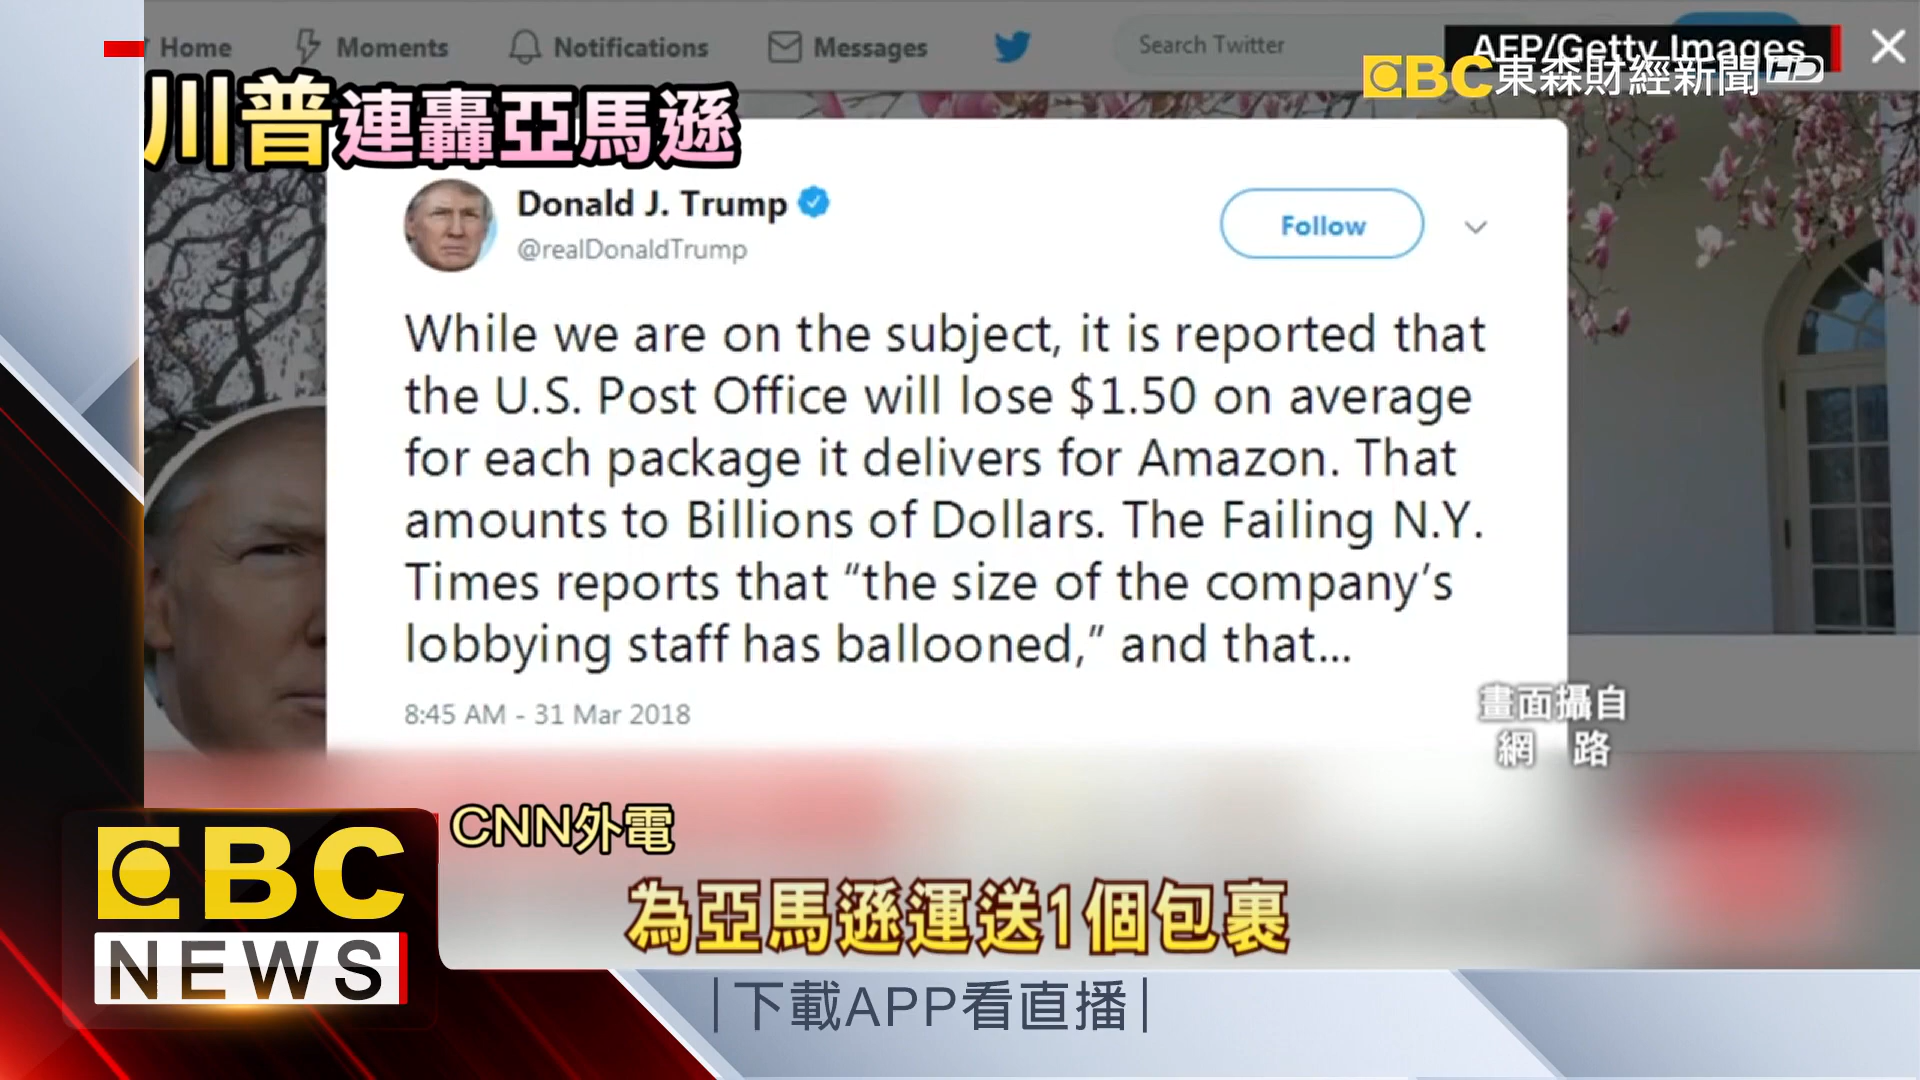 Home
Moments
Notifications
Messages
Search Twitter
AFP/Getty Images
EBC東森財經新聞HD
川普連轟亞馬遜
Donald J. Trump
@realDonaldTrump
Follow
While we are on the subject, it is reported that
the U.S. Post Office will lose $1.50 on average
for each package it delivers for Amazon. That
amounts to Billions of Dollars. The Failing N.Y.
Times reports that “the size of the company’s
lobbying staff has ballooned,” and that...
8:45 AM - 31 Mar 2018
畫面攝自
網 路
CNN外電
為亞馬遜運送1個包裹
EBC
NEWS
|下載APP看直播|